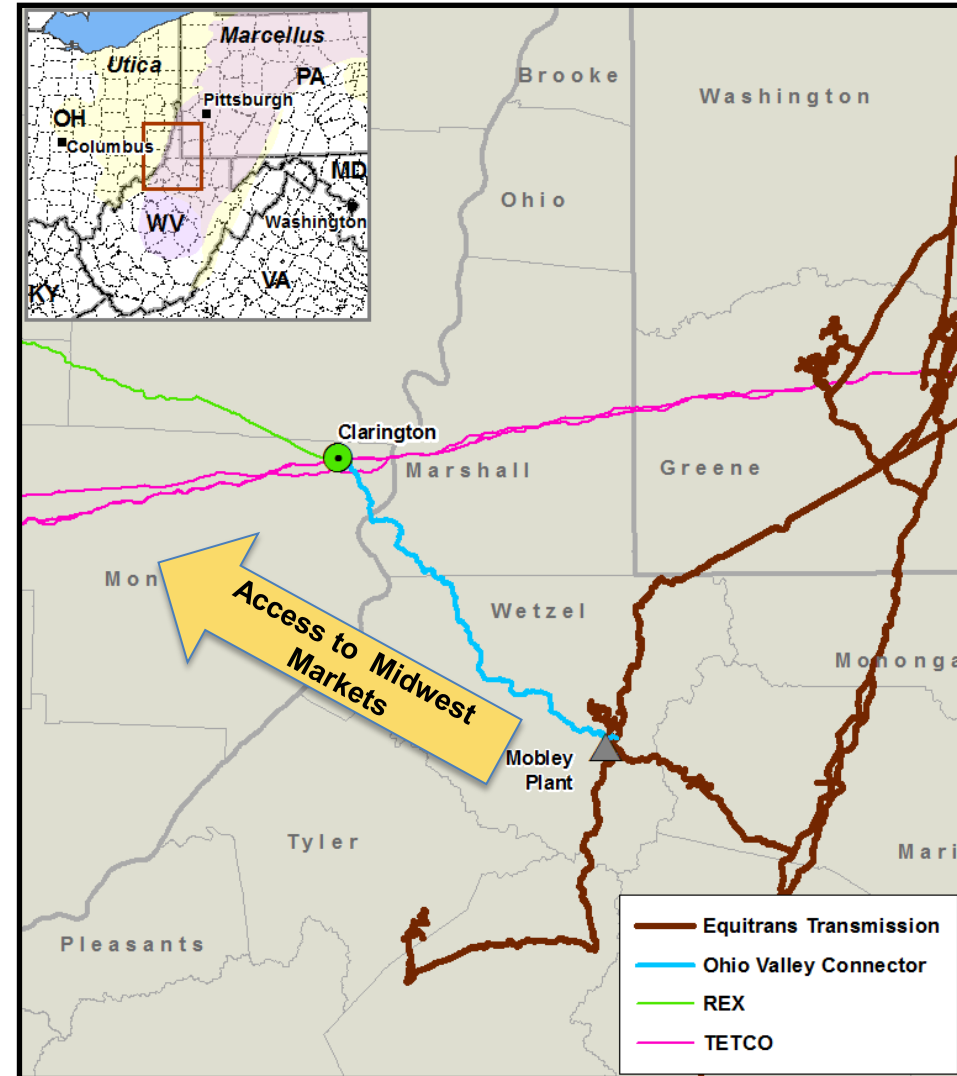 Marcellus
Utica
PA
Pittsburgh
OH
Columbus
MD
WV
Washington
VA
KY
Brooke
Washington
Ohio
Clarington
Marshall
Greene
Mon
Access to Midwest
Markets
Wetzel
Mononga
Mobley
Plant
Tyler
Mari
Pleasants
Equitrans Transmission
Ohio Valley Connector
REX
TETCO